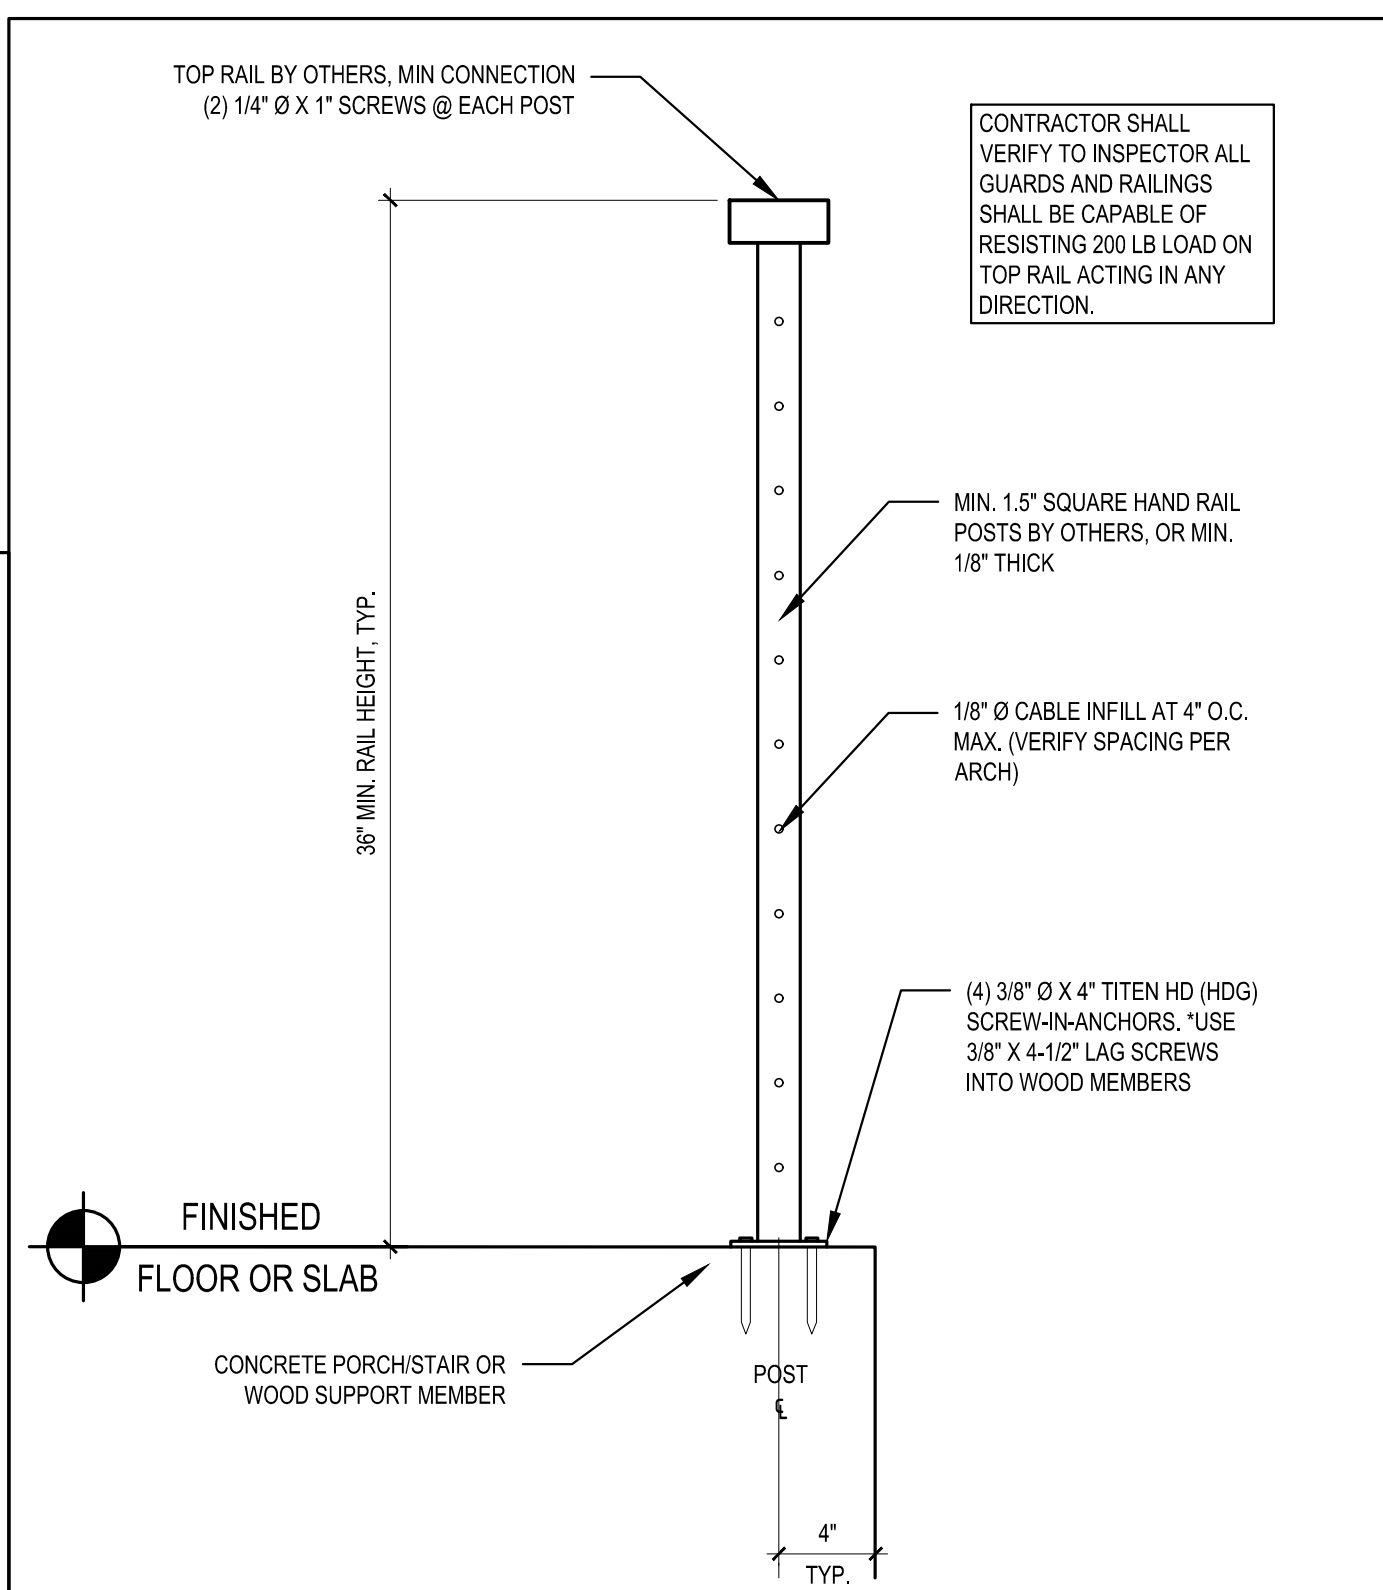 TOP RAIL BY OTHERS, MIN CONNECTION
(2) 1/4" Ø X 1" SCREWS @ EACH POST
CONTRACTOR SHALL
VERIFY TO INSPECTOR ALL
GUARDS AND RAILINGS
SHALL BE CAPABLE OF
RESISTING 200 LB LOAD ON
TOP RAIL ACTING IN ANY
DIRECTION.
MIN. 1.5" SQUARE HAND RAIL
POSTS BY OTHERS, OR MIN.
1/8" THICK
36" MIN. RAIL HEIGHT, TYP.
1/8" Ø CABLE INFILL AT 4" O.C.
MAX. (VERIFY SPACING PER
ARCH)
(4) 3/8" Ø X 4" TITEN HD (HDG)
SCREW-IN-ANCHORS. *USE
3/8" X 4-1/2" LAG SCREWS
INTO WOOD MEMBERS
FINISHED
FLOOR OR SLAB
CONCRETE PORCH/STAIR OR
WOOD SUPPORT MEMBER
POST
℄
4"
TYP.